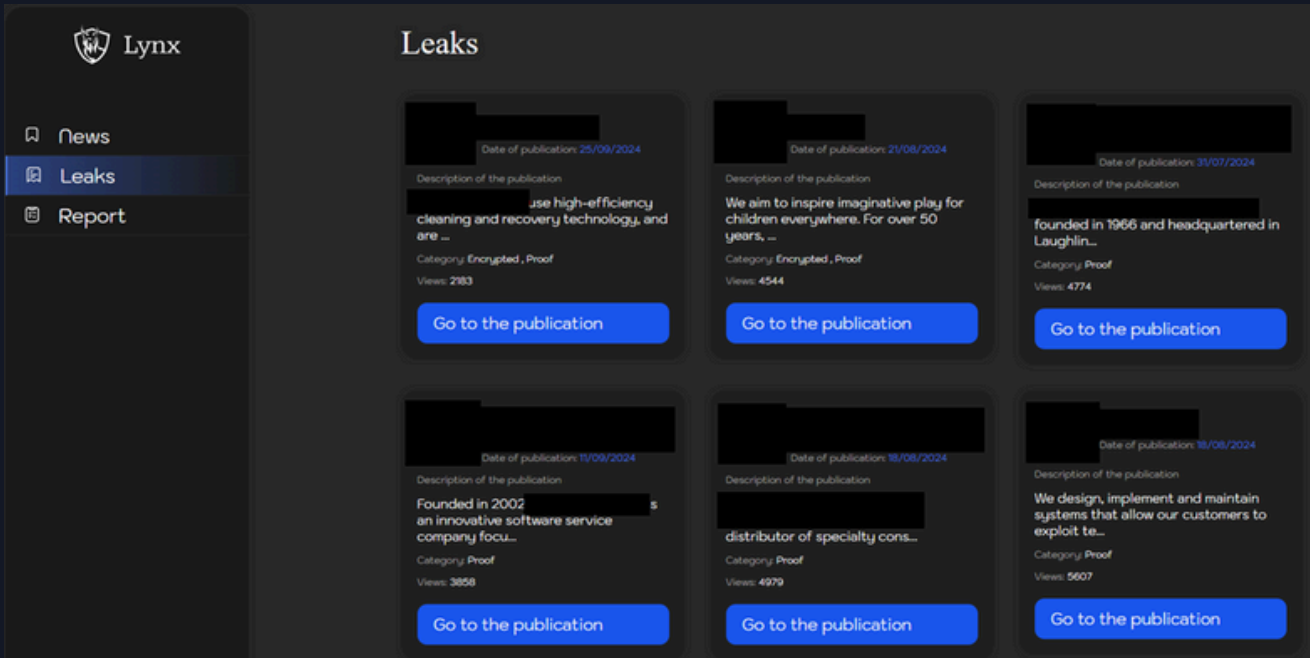 Lynx
News
Leaks
Report
Leaks
Date of publication: 25/09/2024
Description of the publication
use high-efficiency
cleaning and recovery technology, and
are ...
Category: Encrypted , Proof
Views: 2183
Go to the publication
Date of publication: 21/08/2024
Description of the publication
We aim to inspire imaginative play for
children everywhere. For over 50
years, ...
Category: Encrypted , Proof
Views: 4544
Go to the publication
Date of publication: 31/07/2024
Description of the publication
founded in 1966 and headquartered in
Laughlin...
Category: Proof
Views: 4774
Go to the publication
Date of publication: 11/09/2024
Description of the publication
Founded in 2002 s
an innovative software service
company focu...
Category: Proof
Views: 3858
Go to the publication
Date of publication: 18/08/2024
Description of the publication
distributor of specialty cons...
Category: Proof
Views: 4979
Go to the publication
Date of publication: 18/08/2024
Description of the publication
We design, implement and maintain
systems that allow our customers to
exploit te...
Category: Proof
Views: 5607
Go to the publication